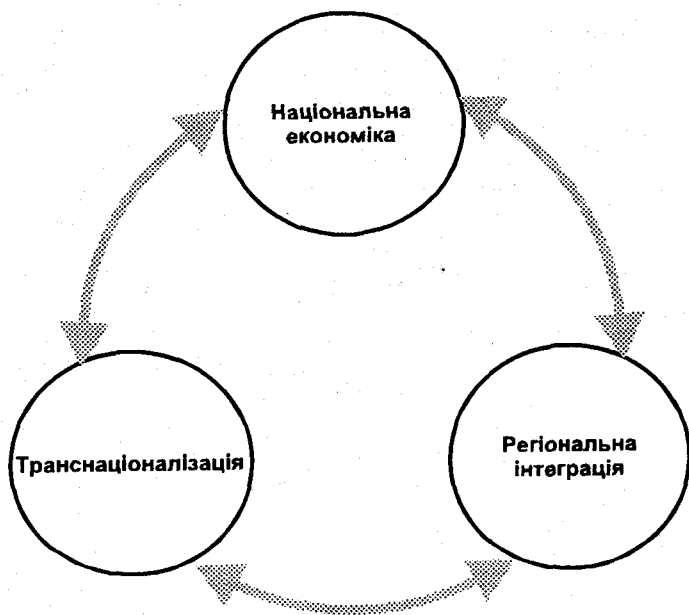 Національна
економіка
Транснаціоналізація
Регіональна
інтеграція